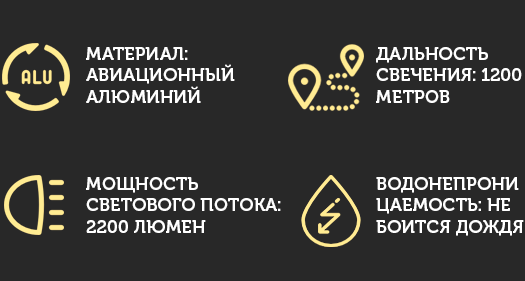 ALU
МАТЕРИАЛ:
АВИАЦИОННЫЙ
АЛЮМИНИЙ
ДАЛЬНОСТЬ
СВЕЧЕНИЯ: 1200
МЕТРОВ
МОЩНОСТЬ
СВЕТОВОГО ПОТОКА:
2200 ЛЮМЕН
ВОДОНЕПРОНИ
ЦАЕМОСТЬ: НЕ
БОИТСЯ ДОЖДЯ